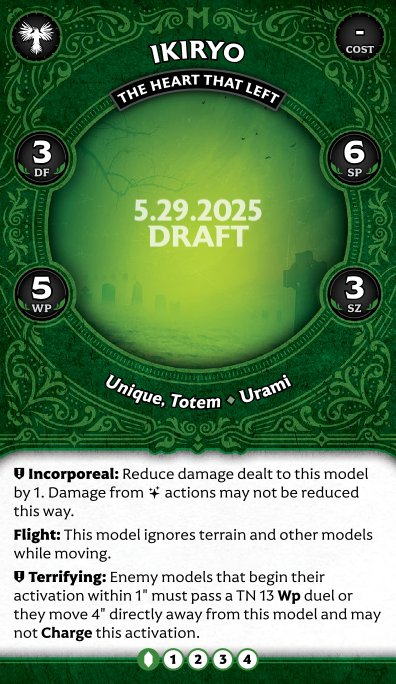 IKIRYO
-
COST
THE HEART THAT LEFT
3
DF
6
SP
5.29.2025
DRAFT
5
WP
3
SZ
Unique, Totem ◆ Urami
Incorporeal: Reduce damage dealt to this model
by 1. Damage from actions may not be reduced
this way.
Flight: This model ignores terrain and other models
while moving.
Terrifying: Enemy models that begin their
activation within 1" must pass a TN 13 Wp duel or
they move 4" directly away from this model and may
not Charge this activation.
1 2 3 4